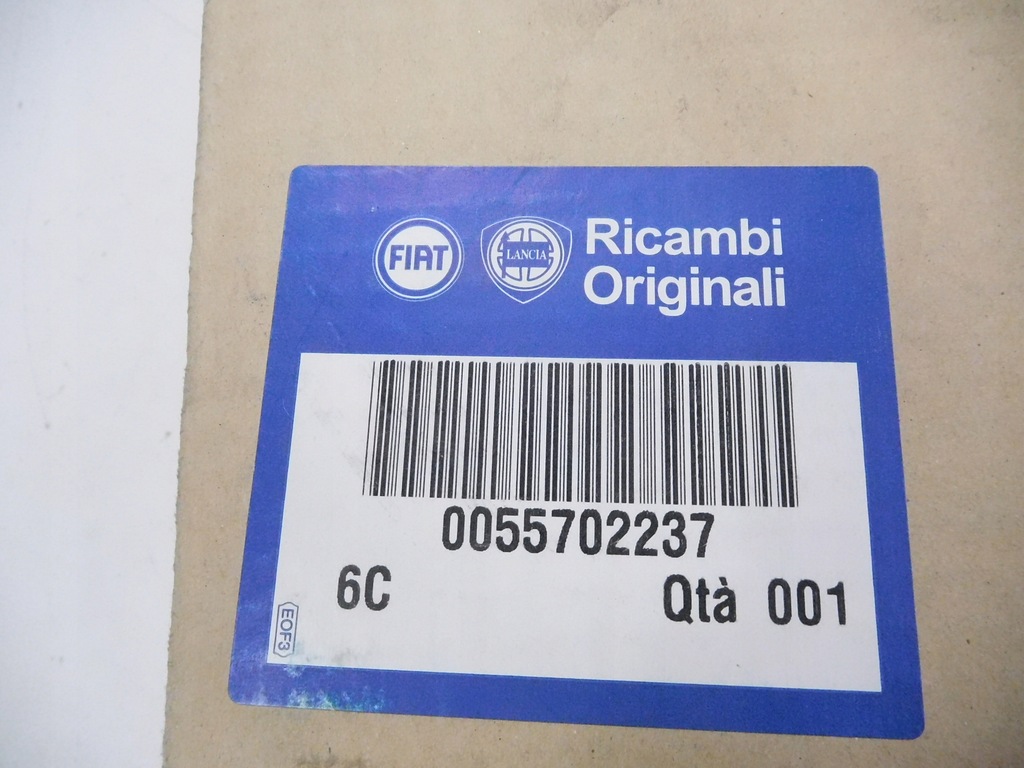 FIAT
LANCIA
Ricambi
Originali
0055702237
6C
Qtà 001
EOF3